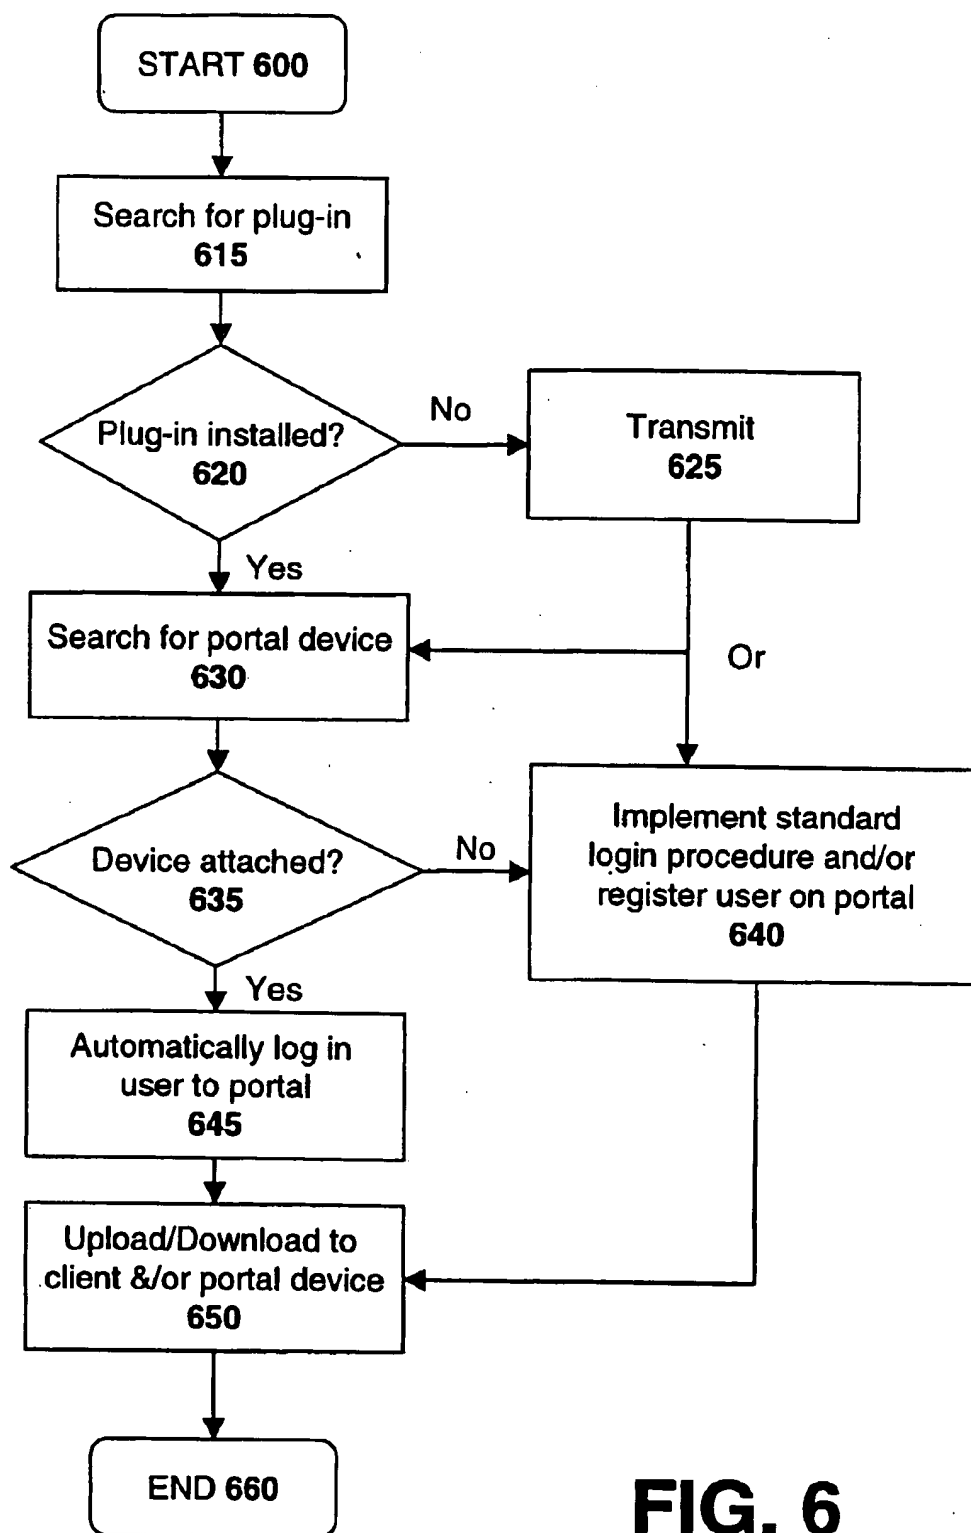 START 600
Search for plug-in
615
Plug-in installed?
620
No
Transmit
625
Yes
Search for portal device
630
Or
Device attached?
635
No
Implement standard
login procedure and/or
register user on portal
640
Yes
Automatically log in
user to portal
645
Upload/Download to
client &/or portal device
650
END 660
FIG. 6